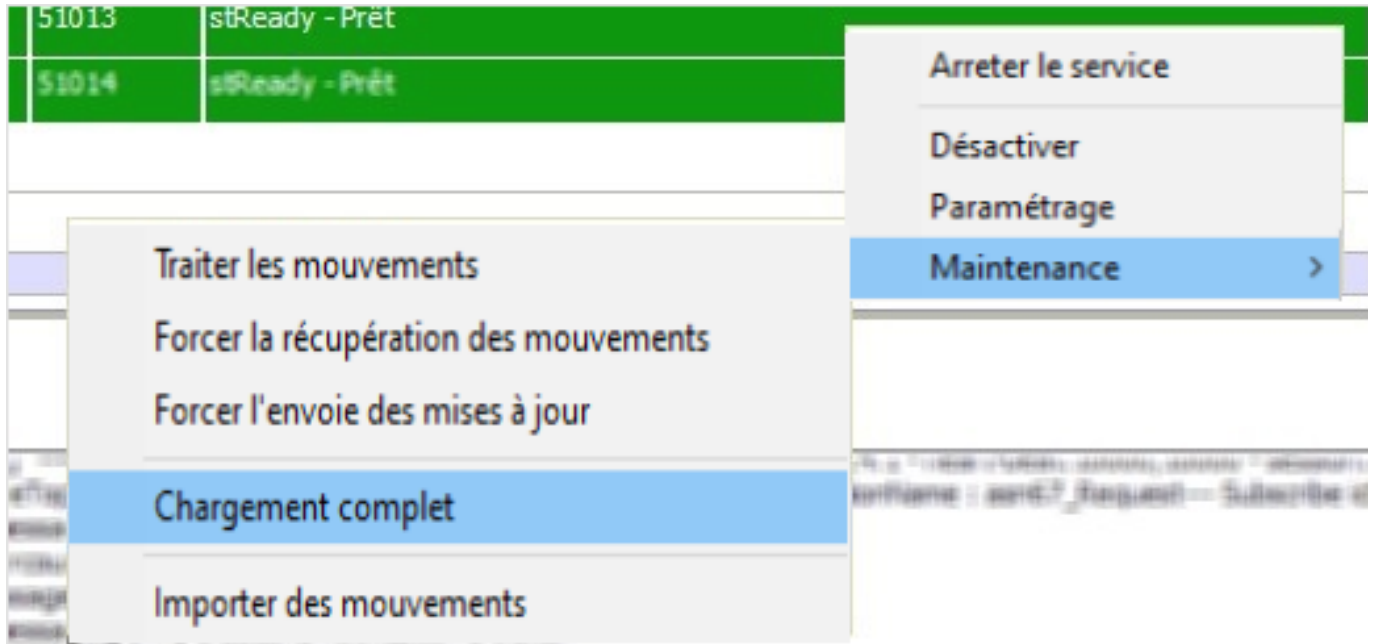 51013 stReady - Prêt
51014 stReady - Prêt
Arreter le service
Désactiver
Paramétrage
Maintenance >
Traiter les mouvements
Forcer la récupération des mouvements
Forcer l'envoie des mises à jour
Chargement complet
Importer des mouvements